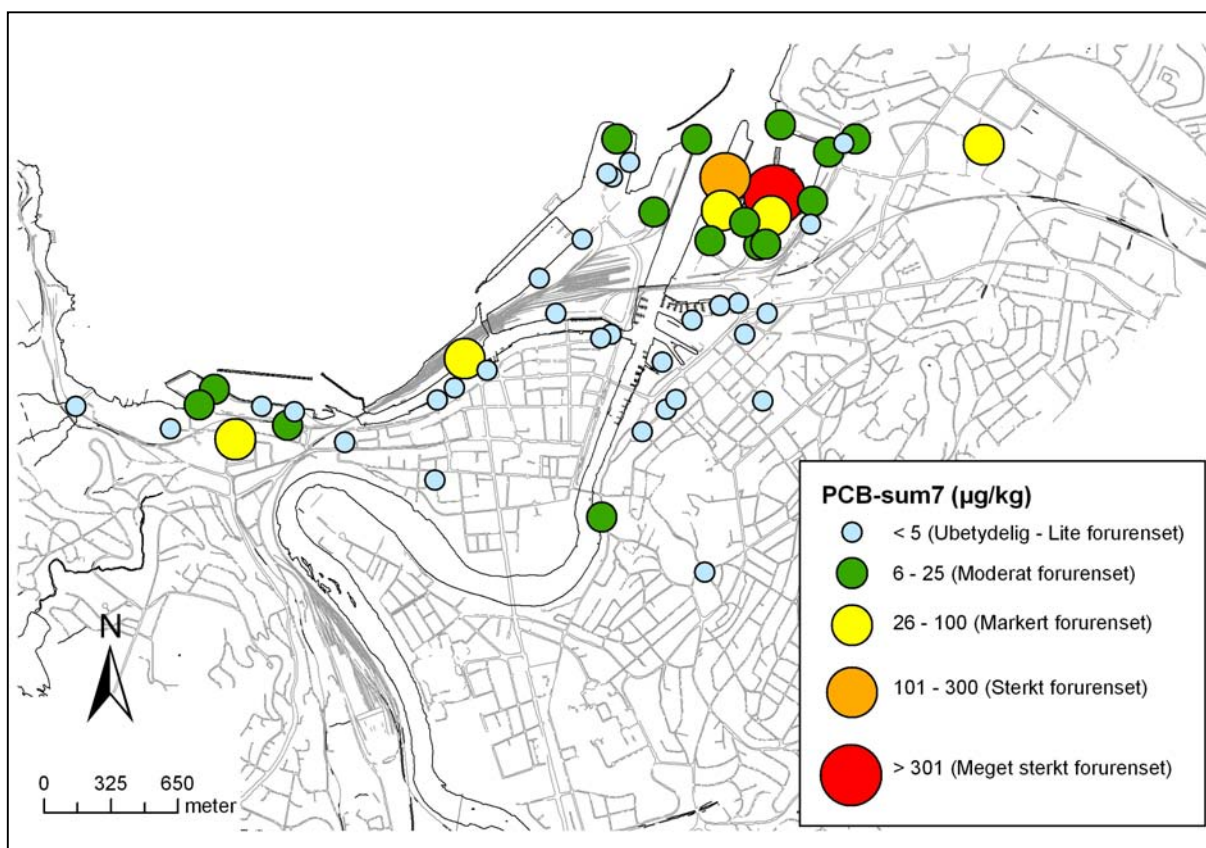 PCB-sum7 (µg/kg)
< 5 (Ubetydelig - Lite forurenset)
6 - 25 (Moderat forurenset)
26 - 100 (Markert forurenset)
101 - 300 (Sterkt forurenset)
> 301 (Meget sterkt forurenset)
N
0 325 650
meter